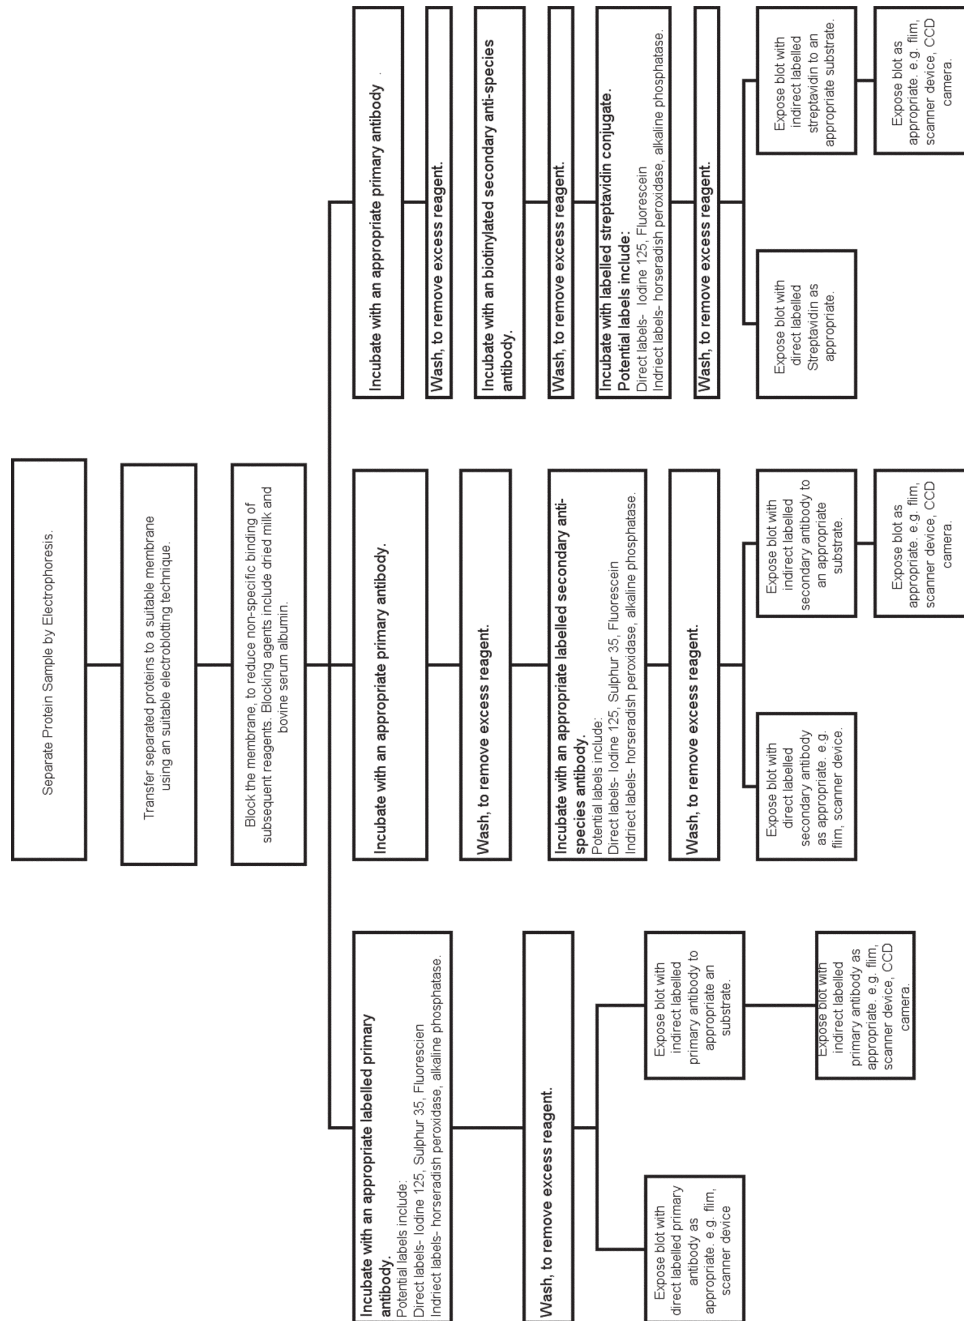 Separate Protein Sample by Electrophoresis.
Transfer separated proteins to a suitable membrane
using an suitable electroblotting technique.
Block the membrane, to reduce non-specific binding of
subsequent reagents. Blocking agents include dried milk and
bovine serum albumin.
Incubate with an appropriate labelled primary
antibody.
Potential labels include:
Direct labels- Iodine 125, Sulphur 35, Fluorescien
Indriect labels- horseradish peroxidase, alkaline phosphatase.
Wash, to remove excess reagent.
Expose blot with
direct labelled primary
antibody as
appropriate. e.g. flim,
scanner device
Expose blot with
indirect labelled
primary antibody to
appropriate an
substrate.
Expose blot with
indirect labelled
primary antibody as
appropriate. e.g. flim,
scanner device, CCD
camera.
Incubate with an appropriate primary antibody.
Wash, to remove excess reagent.
Incubate with an appropriate labelled secondary anti-
species antibody.
Potential labels include:
Direct labels- Iodine 125, Sulphur 35, Fluorescein
Indriect labels- horseradish peroxidase, alkaline phosphatase.
Wash, to remove excess reagent.
Expose blot with
direct labelled
secondary antibody
as appropriate. e.g.
flim, scanner device.
Expose blot with
indirect labelled
secondary antibody to
an appropriate
substrate.
Expose blot as
appropriate. e.g. flim,
scanner device, CCD
camera.
Incubate with an appropriate primary antibody .
Wash, to remove excess reagent.
Incubate with an biotinylated secondary anti-species
antibody.
Wash, to remove excess reagent.
Incubate with labelled streptavidin conjugate.
Potential labels include:
Direct labels- Iodine 125, Fluorescein
Indriect labels- horseradish peroxidase, alkaline phosphatase.
Wash, to remove excess reagent.
Expose blot with
direct labelled
Streptavidin as
appropriate.
Expose blot with
indirect labelled
streptavidin to an
appropriate substrate.
Expose blot as
appropriate. e.g. flim,
scanner device, CCD
camera.